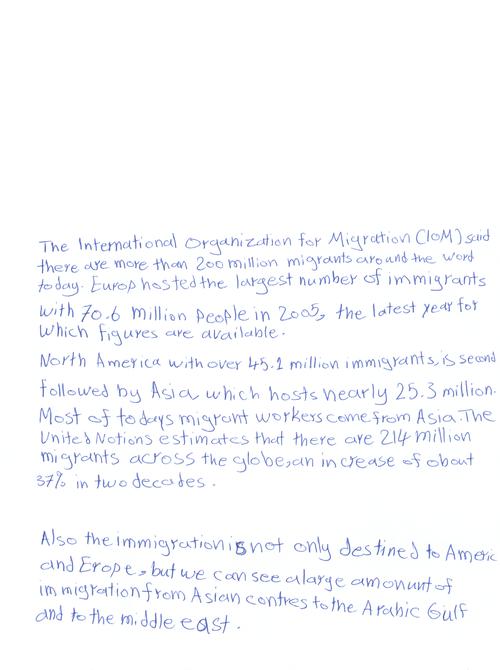 The International Organization for Migration (IOM) said
there are more than 200 million migrants around the word
today. Europ hosted the largest number of immigrants
with 70.6 million people in 2005, the latest year for
which figures are available.
North America with over 45.1 million immigrants, is second
followed by Asia which hosts nearly 25.3 million.
Most of todays migrant workers come from Asia. The
United Nations estimates that there are 214 million
migrants across the globe, an increase of about
37% in two decades.
Also the immigration is not only destined to Americ
and Erope, but we can see a large amonunt of
immigration from Asian contres to the Arabic Gulf
and to the middle east.